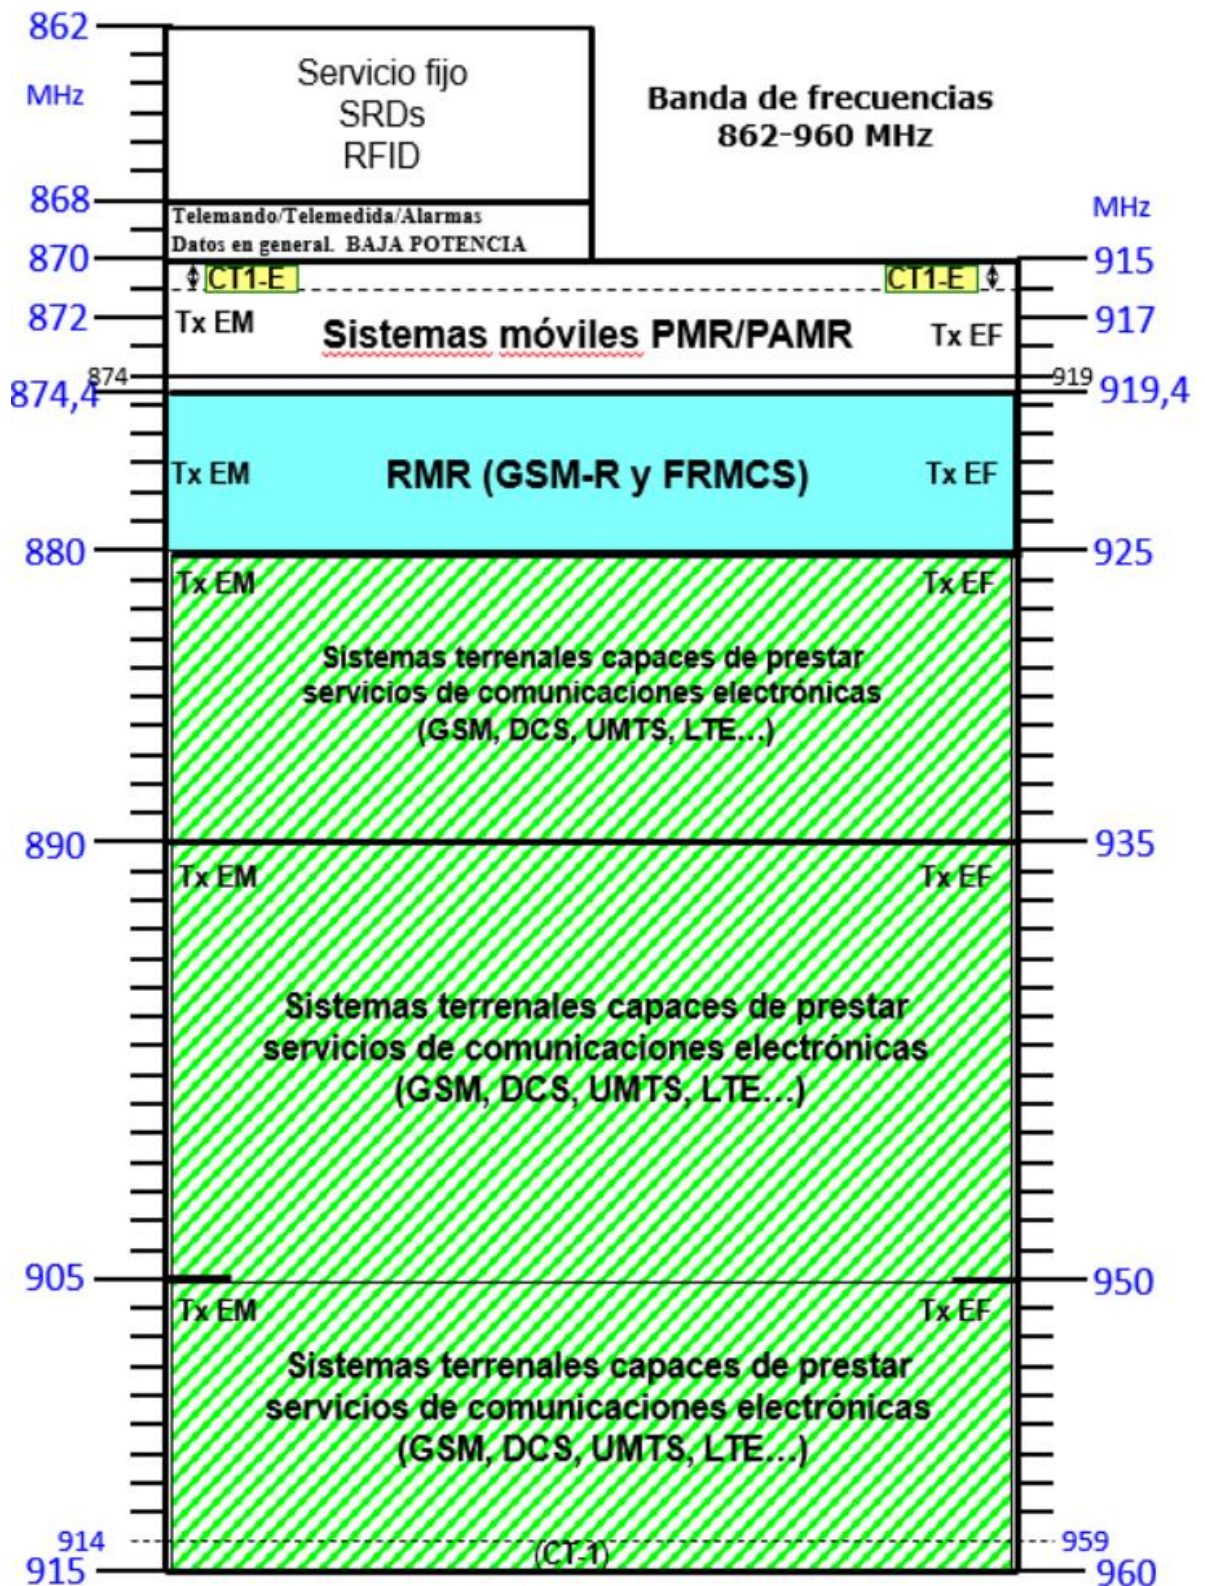 862
Servicio fijo
MHz
Banda de frecuencias
SRDs
862-960 MHz
RFID
868
MHz
Telemando/Telemedida/Alarmas
Datos en general. BAJA POTENCIA
870
915
CT1-E
CT1-E
872
Tx EM
Sistemas móviles PMR/PAMR
Tx EF
917
874
919
874,4
919,4
Tx EM
RMR (GSM-R y FRMCS)
Tx EF
880
925
Tx EM
Tx EF
Sistemas terrenales capaces de prestar
servicios de comunicaciones electrónicas
(GSM, DCS, UMTS, LTE...)
890
935
Tx EM
Tx EF
Sistemas terrenales capaces de prestar
servicios de comunicaciones electrónicas
(GSM, DCS, UMTS, LTE...)
905
950
Tx EM
Tx EF
Sistemas terrenales capaces de prestar
servicios de comunicaciones electrónicas
(GSM, DCS, UMTS, LTE...)
914
959
(CT-1)
915
960